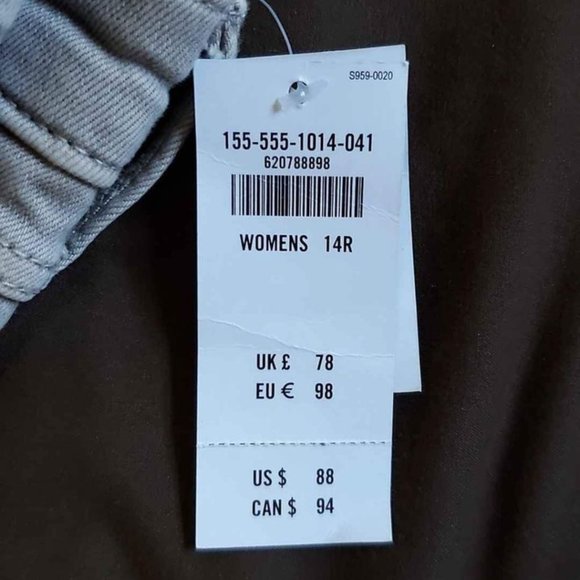 S959-0020
155-555-1014-041
620788898
WOMENS 14R
UK £ 78
EU € 98
US $ 88
CAN $ 94